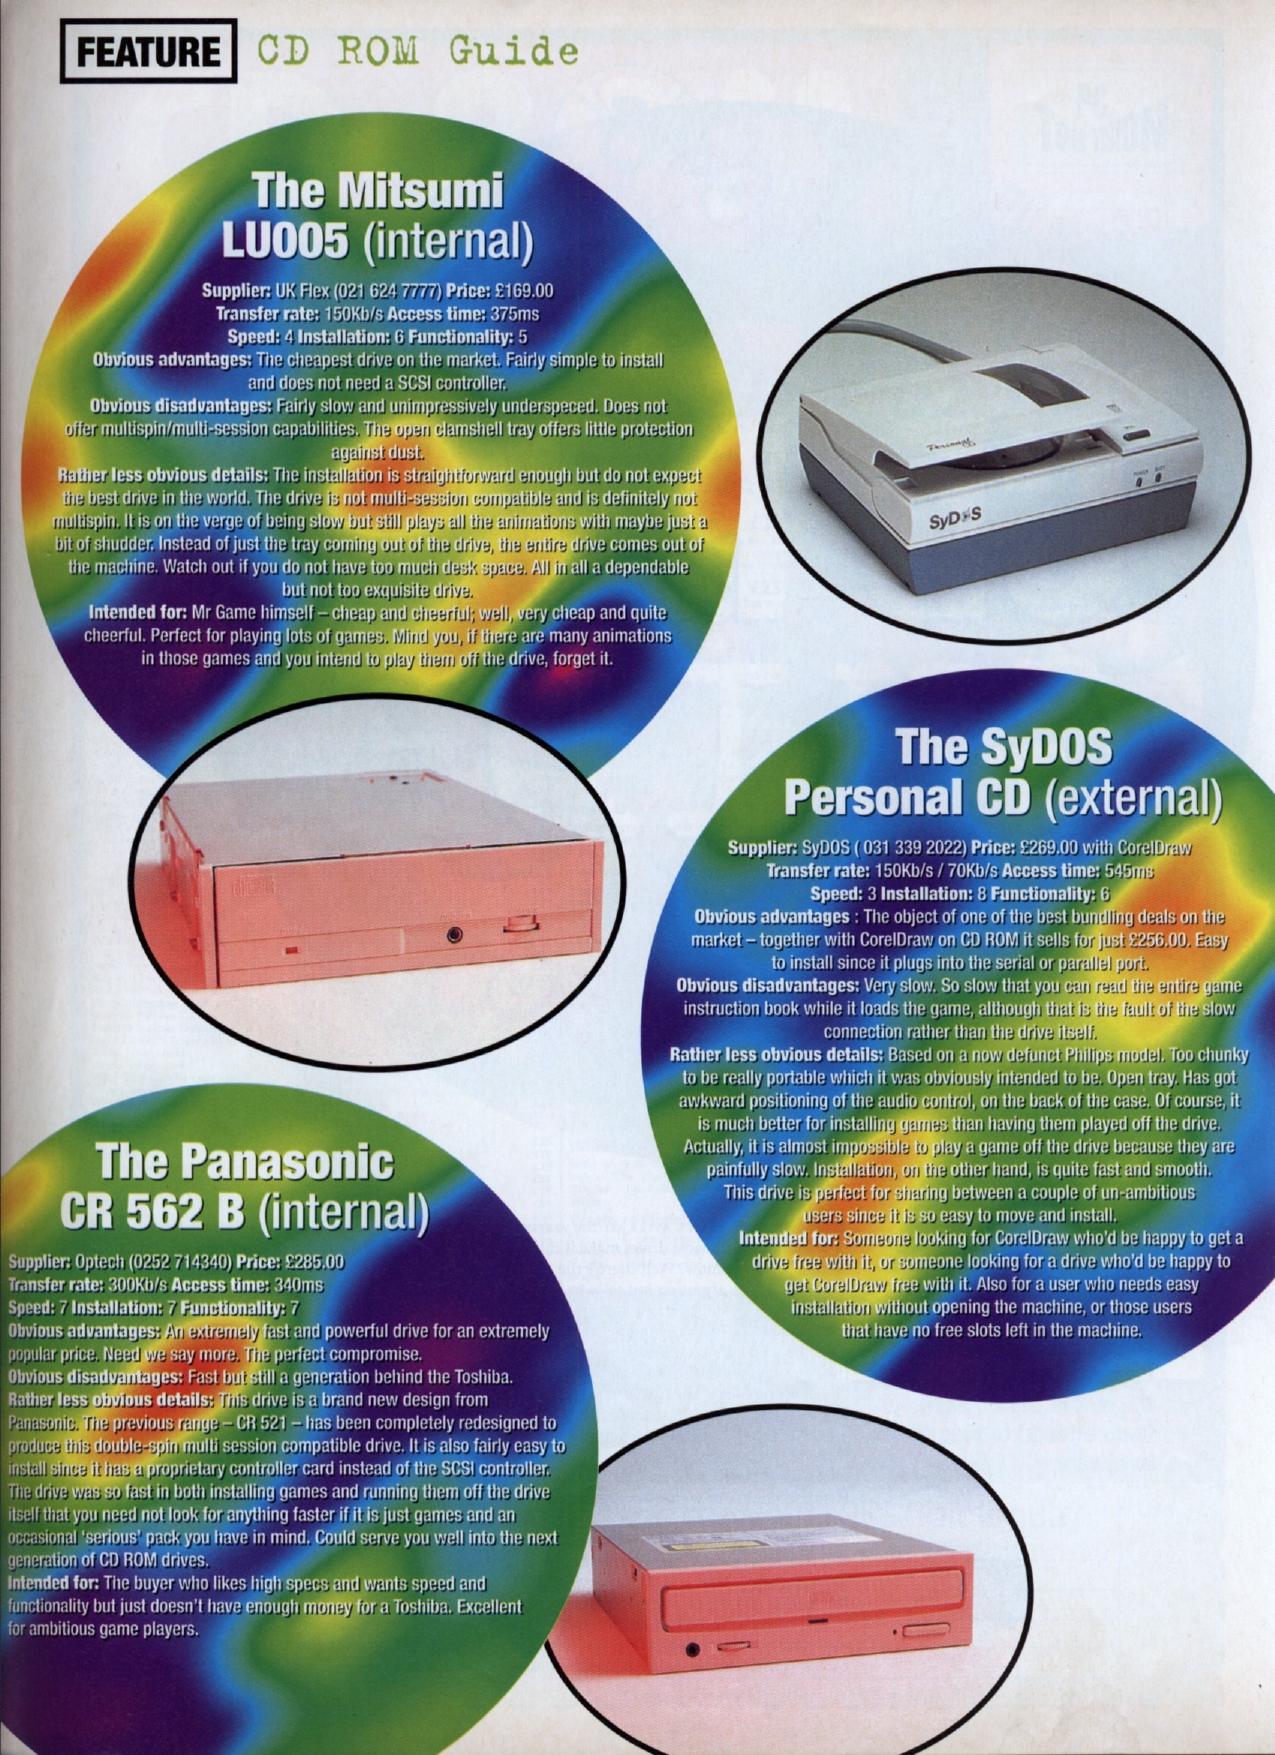 FEATURE CD ROM Guide
The Mitsumi
LU005 (internal)
Supplier: UK Flex (021 624 7777) Price: £169.00
Transfer rate: 150Kb/s Access time: 375ms
Speed: 4 Installation: 6 Functionality: 5
Obvious advantages: The cheapest drive on the market. Fairly simple to install
and does not need a SCSI controller.
Obvious disadvantages: Fairly slow and unimpressively underspeced. Does not
offer multispin/multi-session capabilities. The open clamshell tray offers little protection
against dust.
Rather less obvious details: The installation is straightforward enough but do not expect
the best drive in the world. The drive is not multi-session compatible and is definitely not
multispin. It is on the verge of being slow but still plays all the animations with maybe just a
bit of shudder. Instead of just the tray coming out of the drive, the entire drive comes out of
the machine. Watch out if you do not have too much desk space. All in all a dependable
but not too exquisite drive.
Intended for: Mr Game himself – cheap and cheerful; well, very cheap and quite
cheerful. Perfect for playing lots of games. Mind you, if there are many animations
in those games and you intend to play them off the drive, forget it.
Personal CD
POWER BUSY
SyDOS
The SyDOS
Personal CD (external)
Supplier: SyDOS ( 031 339 2022) Price: £269.00 with CorelDraw
Transfer rate: 150Kb/s / 70Kb/s Access time: 545ms
Speed: 3 Installation: 8 Functionality: 6
Obvious advantages : The object of one of the best bundling deals on the
market – together with CorelDraw on CD ROM it sells for just £256.00. Easy
to install since it plugs into the serial or parallel port.
Obvious disadvantages: Very slow. So slow that you can read the entire game
instruction book while it loads the game, although that is the fault of the slow
connection rather than the drive itself.
Rather less obvious details: Based on a now defunct Philips model. Too chunky
to be really portable which it was obviously intended to be. Open tray. Has got
awkward positioning of the audio control, on the back of the case. Of course, it
is much better for installing games than having them played off the drive.
Actually, it is almost impossible to play a game off the drive because they are
painfully slow. Installation, on the other hand, is quite fast and smooth.
This drive is perfect for sharing between a couple of un-ambitious
users since it is so easy to move and install.
Intended for: Someone looking for CorelDraw who'd be happy to get a
drive free with it, or someone looking for a drive who'd be happy to
get CorelDraw free with it. Also for a user who needs easy
installation without opening the machine, or those users
that have no free slots left in the machine.
The Panasonic
CR 562 B (internal)
Supplier: Optech (0252 714340) Price: £285.00
Transfer rate: 300Kb/s Access time: 340ms
Speed: 7 Installation: 7 Functionality: 7
Obvious advantages: An extremely fast and powerful drive for an extremely
popular price. Need we say more. The perfect compromise.
Obvious disadvantages: Fast but still a generation behind the Toshiba.
Rather less obvious details: This drive is a brand new design from
Panasonic. The previous range – CR 521 – has been completely redesigned to
produce this double-spin multi session compatible drive. It is also fairly easy to
install since it has a proprietary controller card instead of the SCSI controller.
The drive was so fast in both installing games and running them off the drive
itself that you need not look for anything faster if it is just games and an
occasional 'serious' pack you have in mind. Could serve you well into the next
generation of CD ROM drives.
Intended for: The buyer who likes high specs and wants speed and
functionality but just doesn't have enough money for a Toshiba. Excellent
for ambitious game players.